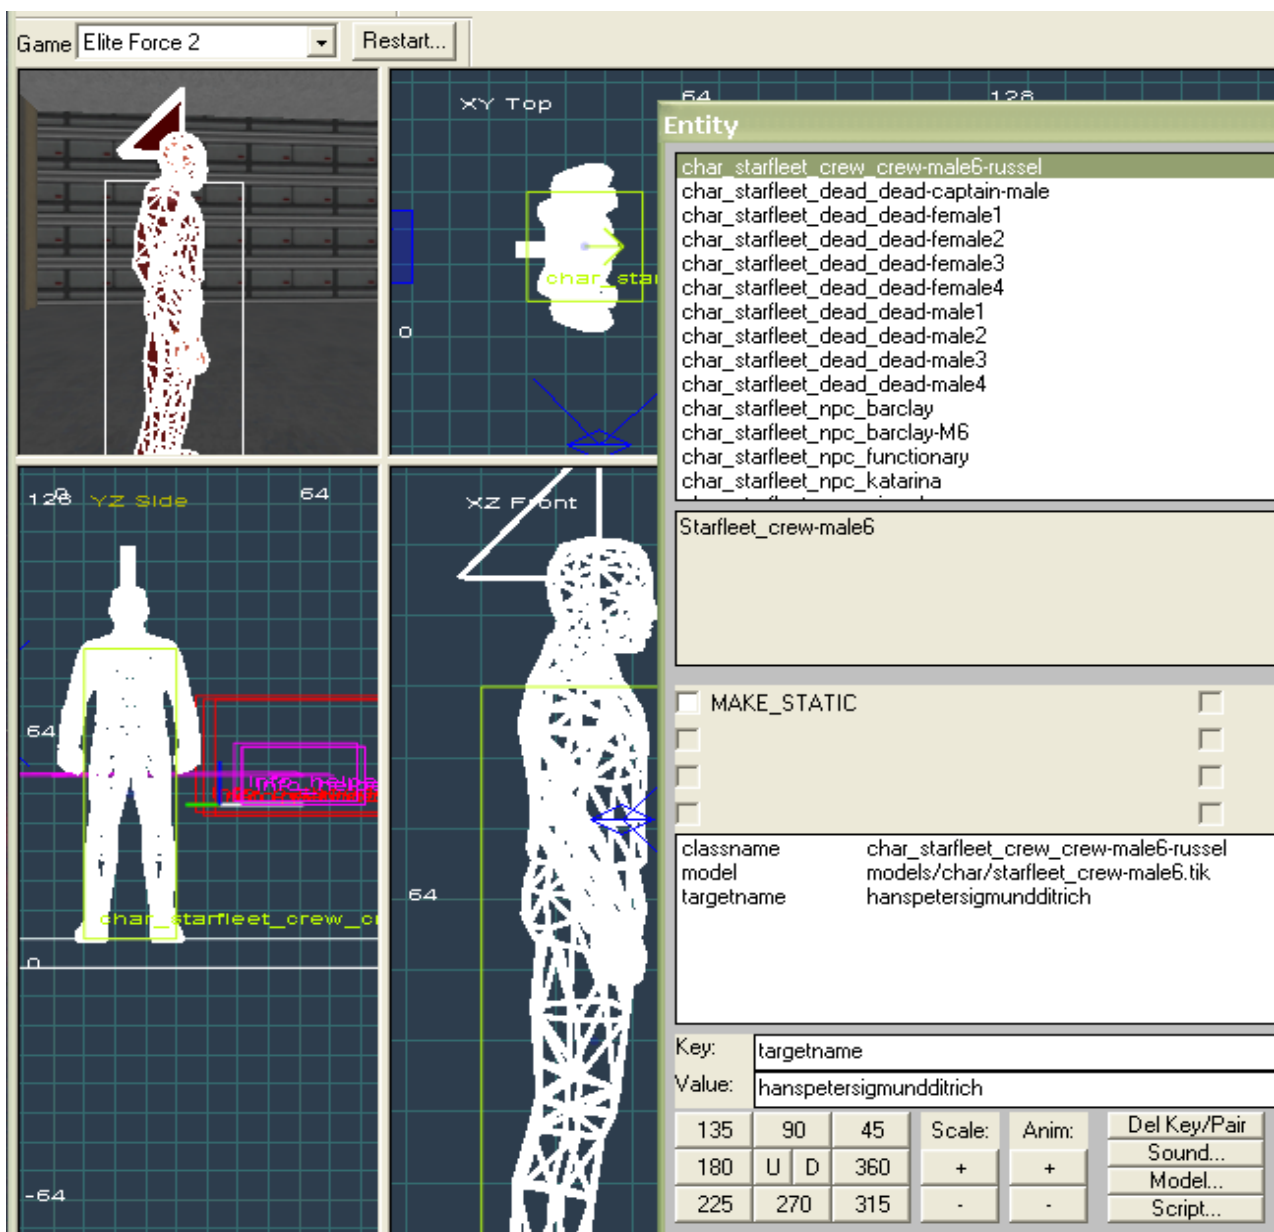 Game Elite Force 2 Restart...
XY Top 64 128
0
Entity
char_starfleet_crew_crew-male6-russel
char_starfleet_dead_dead-captain-male
char_starfleet_dead_dead-female1
char_starfleet_dead_dead-female2
char_starfleet_dead_dead-female3
char_starfleet_dead_dead-female4
char_starfleet_dead_dead-male1
char_starfleet_dead_dead-male2
char_starfleet_dead_dead-male3
char_starfleet_dead_dead-male4
char_starfleet_npc_barclay
char_starfleet_npc_barclay-M6
char_starfleet_npc_functionary
char_starfleet_npc_katarina
char_star
128 YZ Side 64
64
char_starfleet_crew_cr
0
-64
XZ Front
64
Starfleet_crew-male6
MAKE_STATIC
classname char_starfleet_crew_crew-male6-russel
model models/char/starfleet_crew-male6.tik
targetname hanspetersigmundditrich
Key: targetname
Value: hanspetersigmundditrich
135 90 45 Scale: Anim: Del Key/Pair
Sound...
180 U D 360 + + Model...
225 270 315 - - Script...